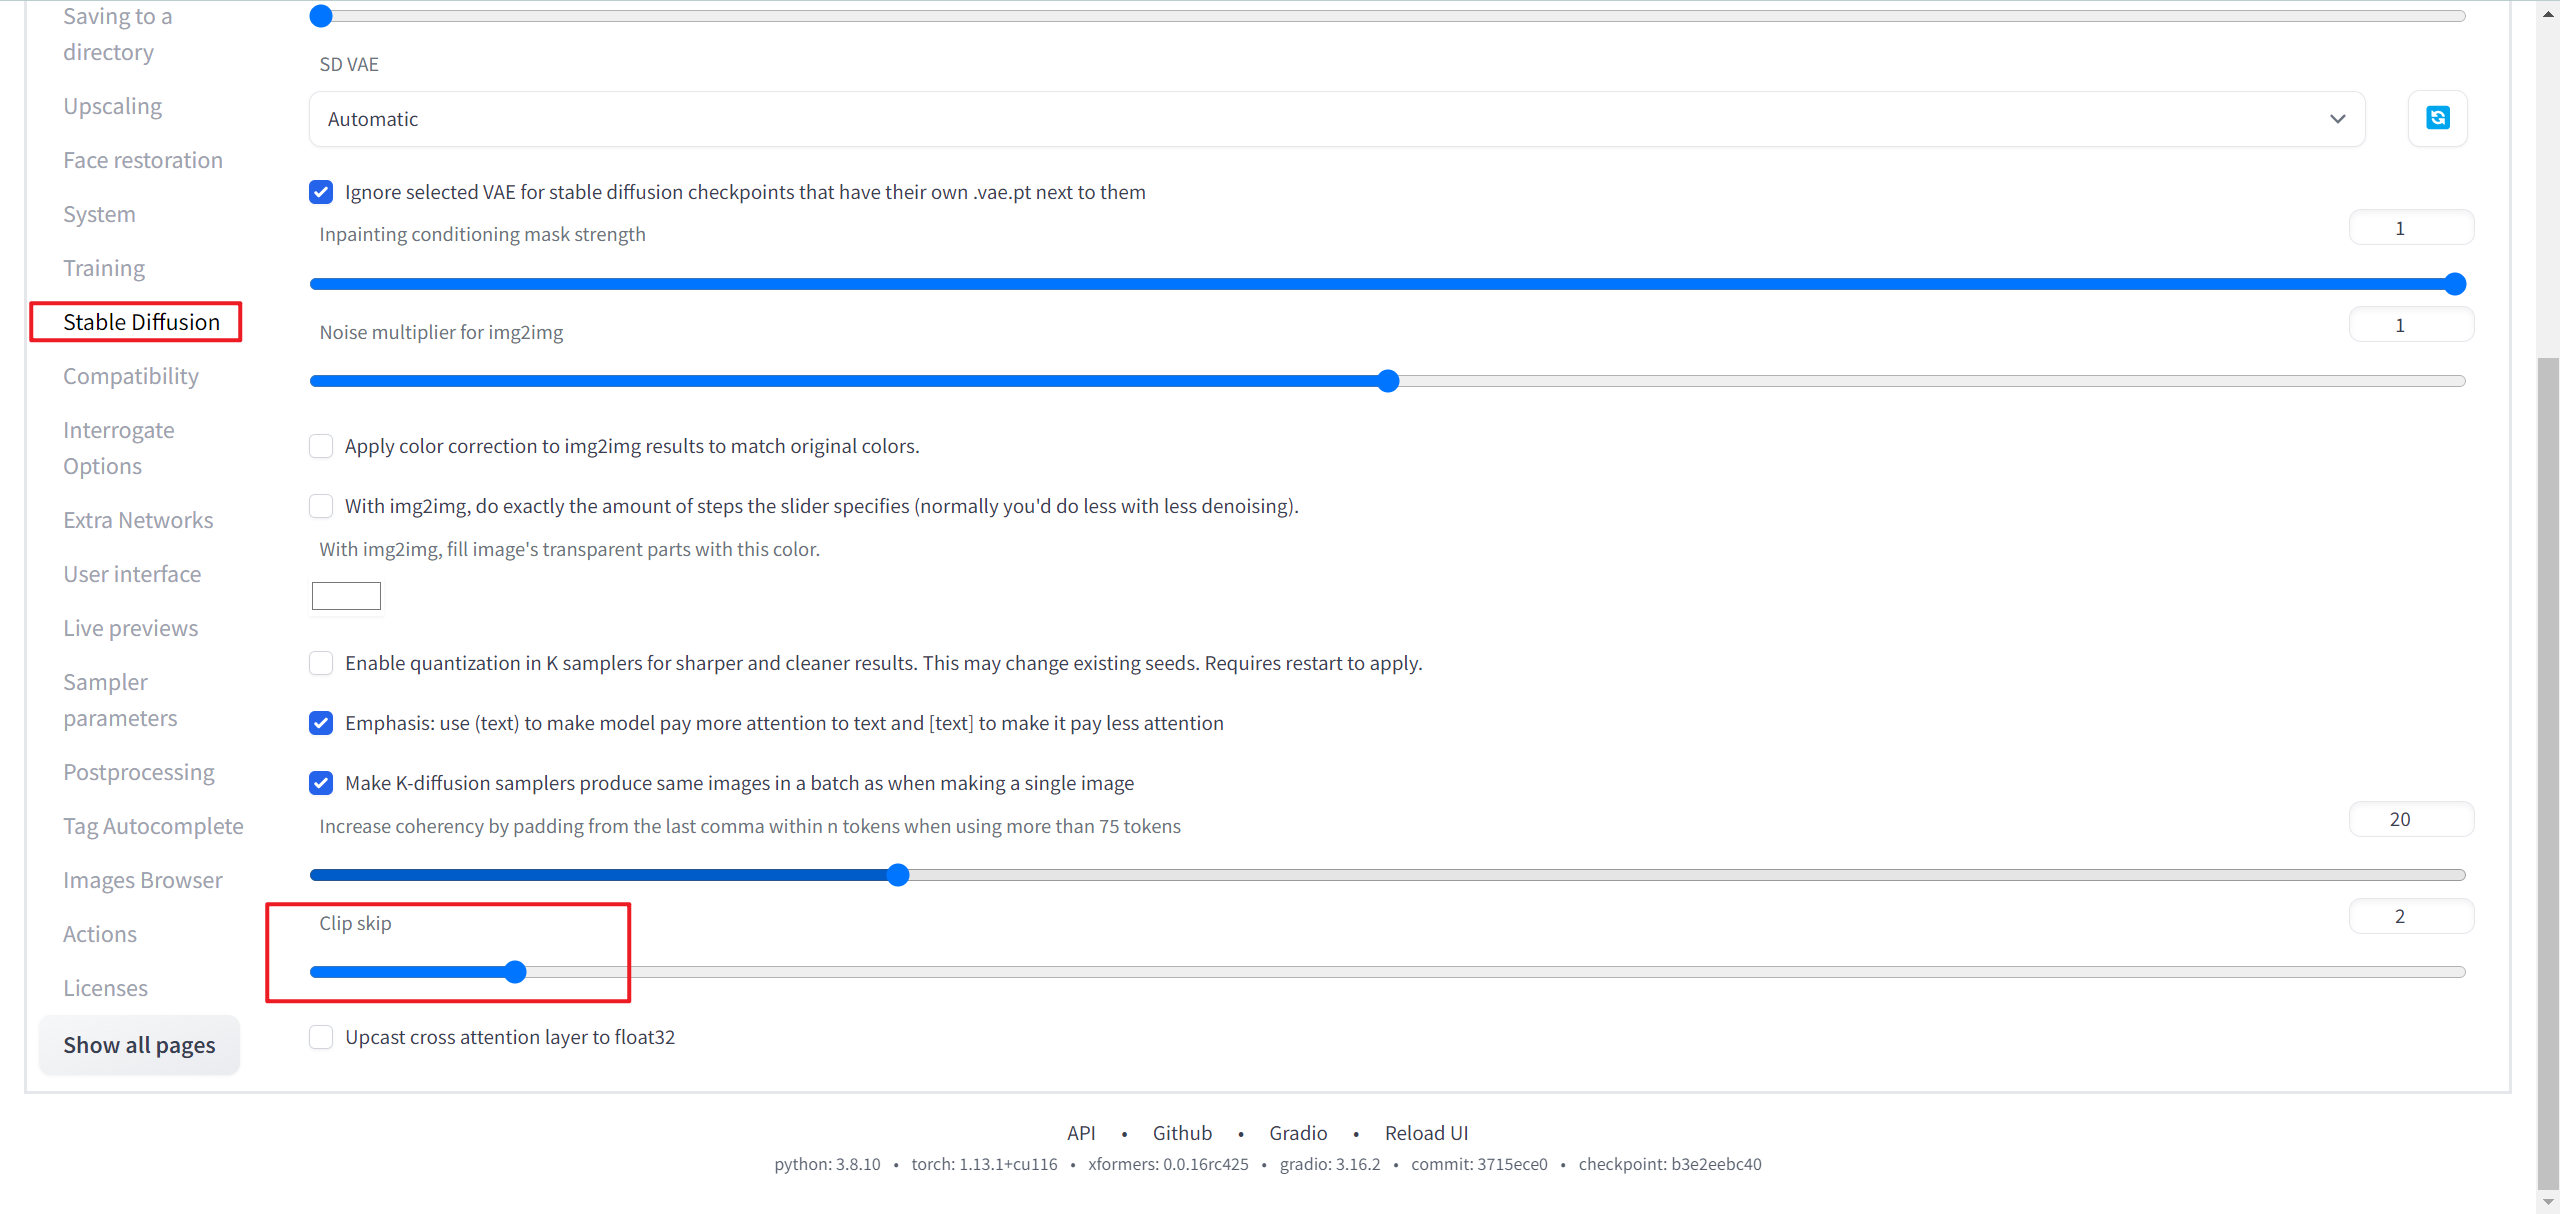 Saving to a
directory
Upscaling
Face restoration
System
Training
Stable Diffusion
Compatibility
Interrogate
Options
Extra Networks
User interface
Live previews
Sampler
parameters
Postprocessing
Tag Autocomplete
Images Browser
Actions
Licenses
Show all pages
SD VAE
Automatic
Ignore selected VAE for stable diffusion checkpoints that have their own .vae.pt next to them
Inpainting conditioning mask strength
1
Noise multiplier for img2img
1
Apply color correction to img2img results to match original colors.
With img2img, do exactly the amount of steps the slider specifies (normally you'd do less with less denoising).
With img2img, fill image's transparent parts with this color.
Enable quantization in K samplers for sharper and cleaner results. This may change existing seeds. Requires restart to apply.
Emphasis: use (text) to make model pay more attention to text and [text] to make it pay less attention
Make K-diffusion samplers produce same images in a batch as when making a single image
Increase coherency by padding from the last comma within n tokens when using more than 75 tokens
20
Clip skip
2
Upcast cross attention layer to float32
API • Github • Gradio • Reload UI
python: 3.8.10 • torch: 1.13.1+cu116 • xformers: 0.0.16rc425 • gradio: 3.16.2 • commit: 3715ece0 • checkpoint: b3e2eebc40